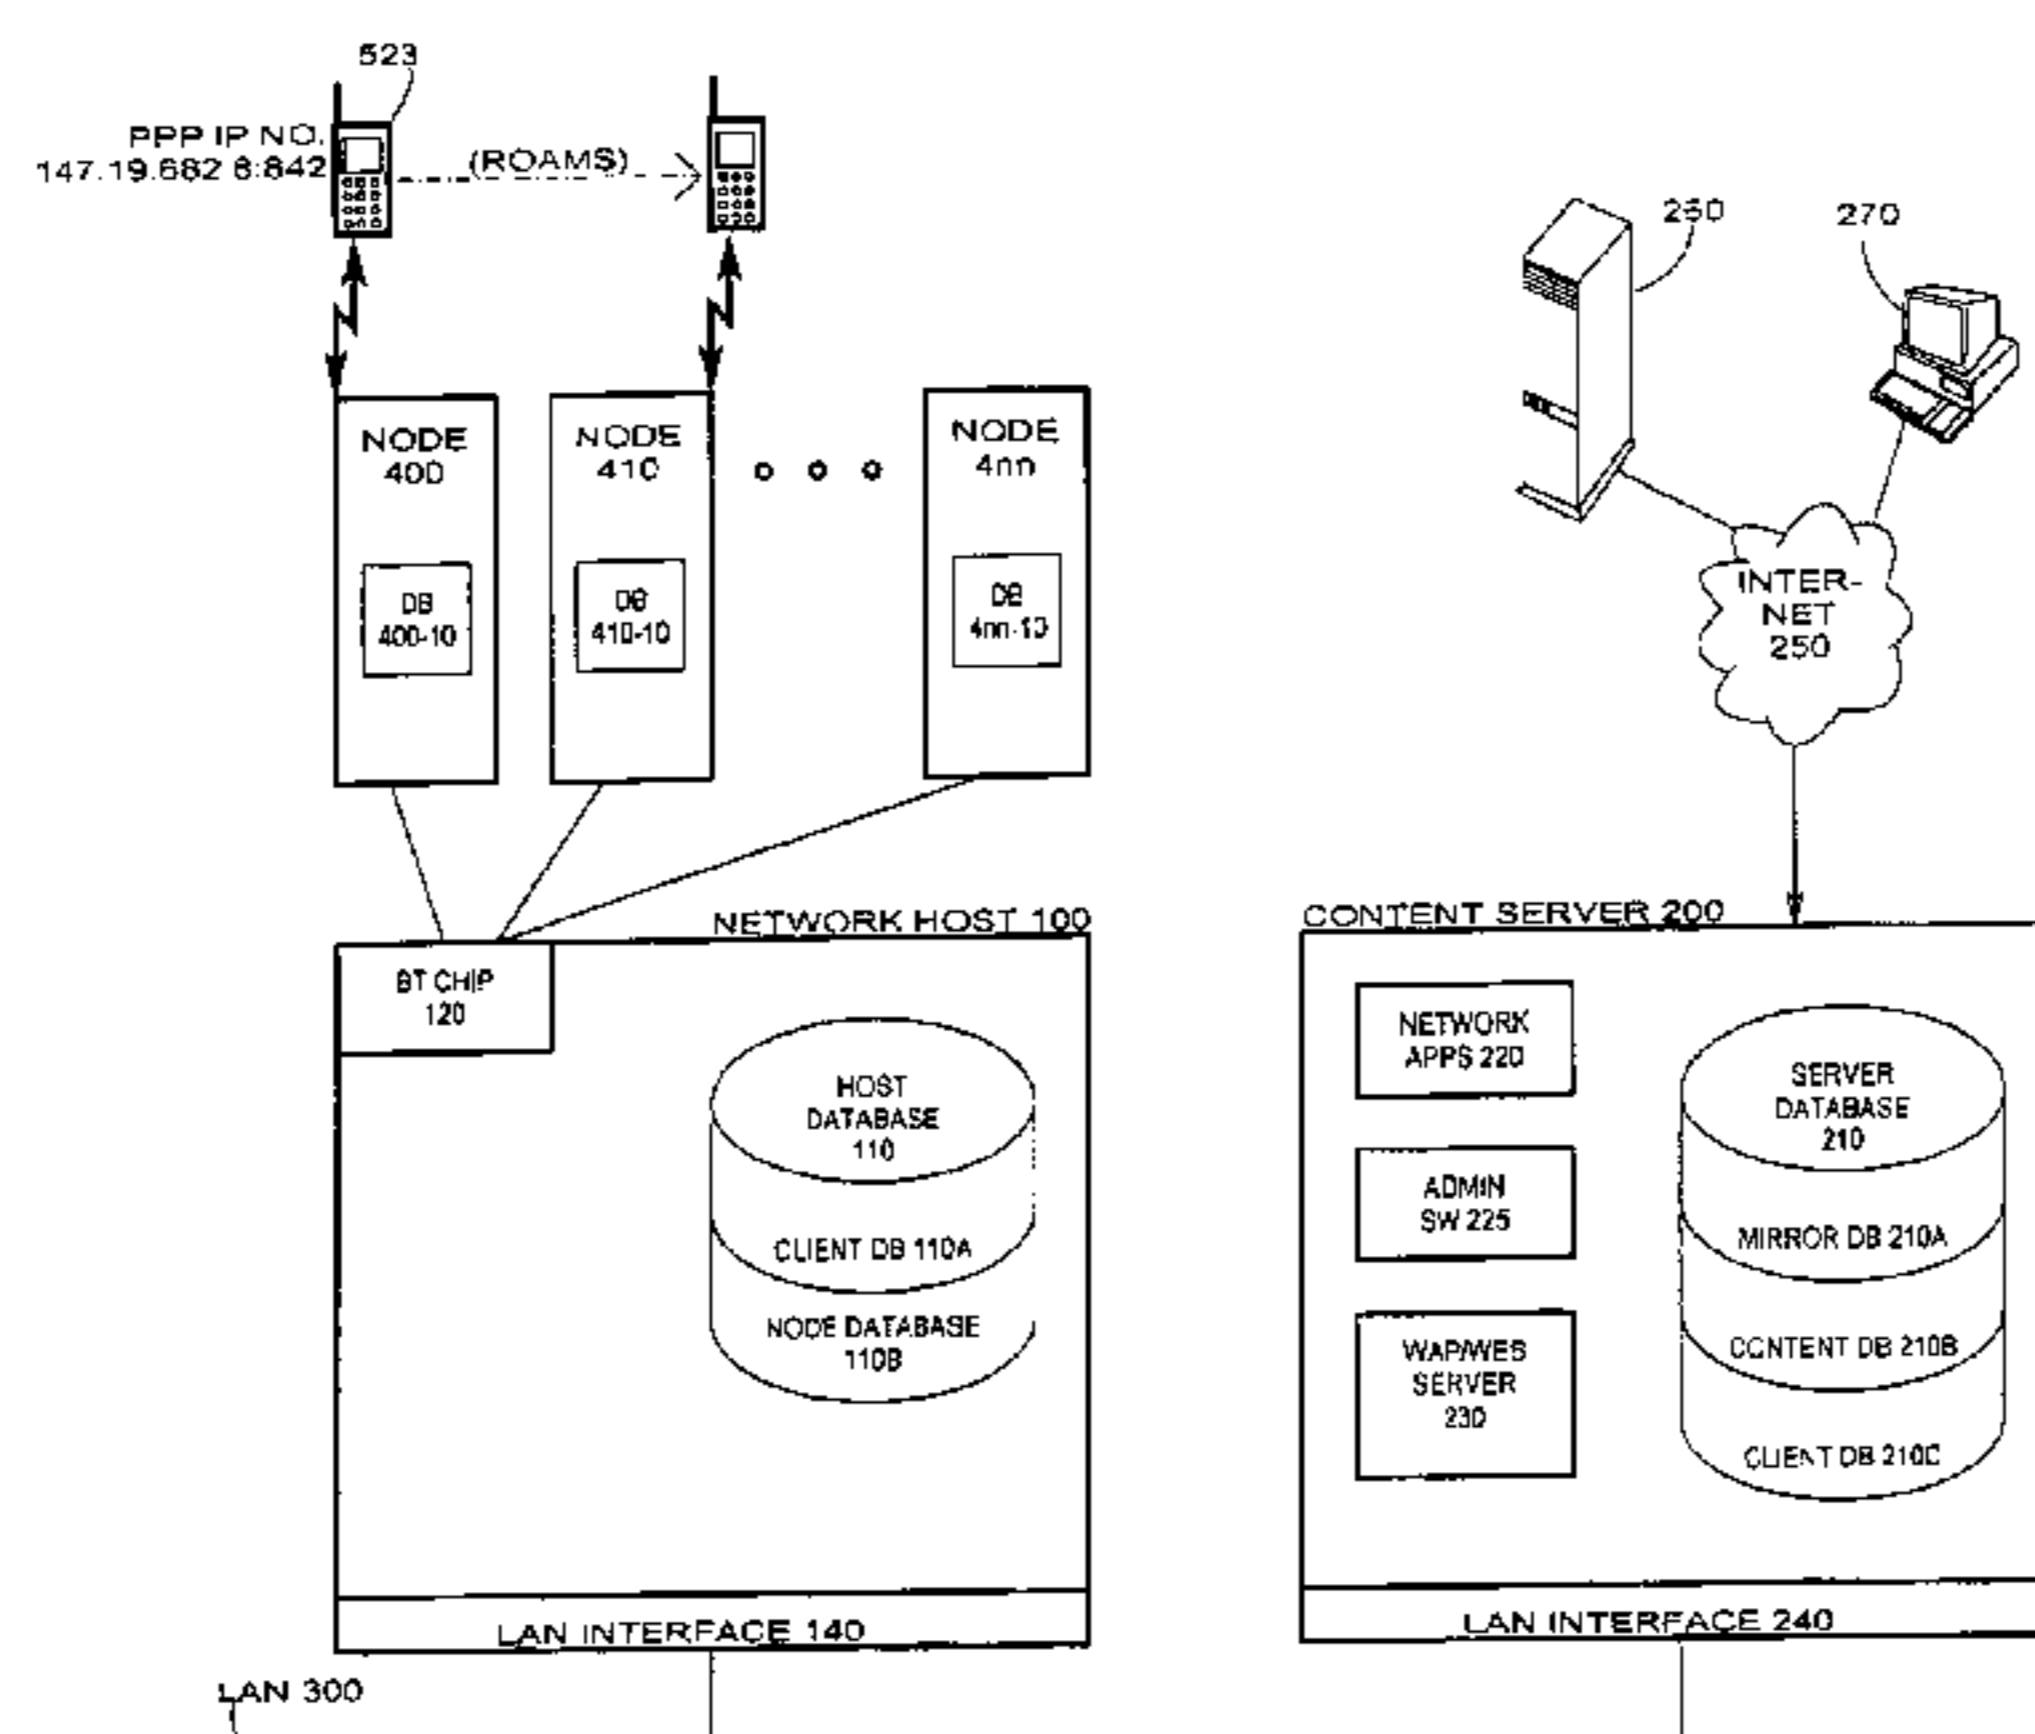 523
PPP IP NO.
147.19.682 8:842
(ROAMS)
260
270
NODE
400
NODE
410
NODE
4nn
DB
400-10
DB
410-10
DB
4nn-10
INTER-
NET
250
NETWORK HOST 100
CONTENT SERVER 200
BT CHIP
120
HOST
DATABASE
110
CLIENT DB 110A
NODE DATABASE
110B
NETWORK
APPS 220
ADMIN
SW 225
WAP/WEB
SERVER
230
SERVER
DATABASE
210
MIRROR DB 210A
CONTENT DB 210B
CLIENT DB 210C
LAN INTERFACE 140
LAN INTERFACE 240
LAN 300